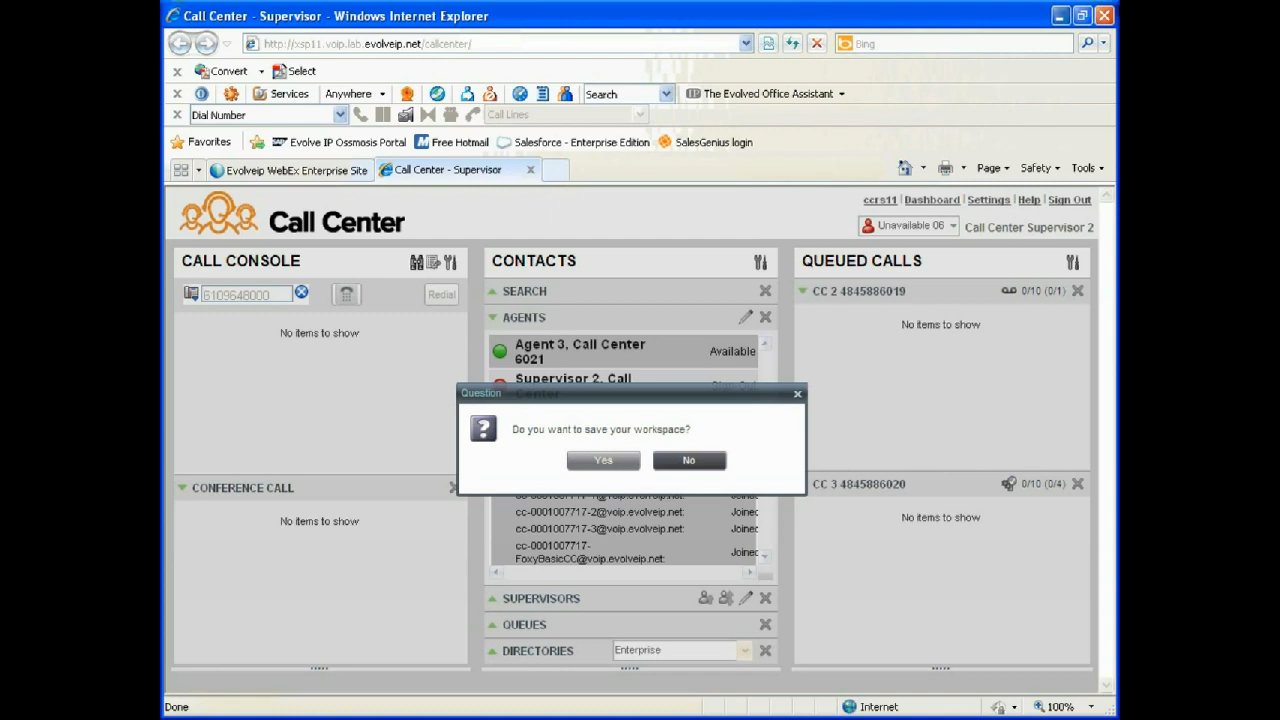 Call Center - Supervisor - Windows Internet Explorer
http://xsp11.voip.lab.evolveip.net/callcenter/
Bing
Convert Select
Services Anywhere Search The Evolved Office Assistant
Dial Number Call Lines
Favorites Evolve IP Ossmosis Portal Free Hotmail Salesforce - Enterprise Edition SalesGenius login
Evolveip WebEx Enterprise Site Call Center - Supervisor Page Safety Tools
ccrs11 | Dashboard | Settings | Help | Sign Out
Call Center
Unavailable 06 Call Center Supervisor 2
CALL CONSOLE
6109648000 Redial
No items to show
CONFERENCE CALL
No items to show
CONTACTS
SEARCH
AGENTS
Agent 3, Call Center
6021 Available
Supervisor 2, Call
Question
Do you want to save your workspace?
Yes No
cc-0001007717-2@voip.evolveip.net: Joined
cc-0001007717-3@voip.evolveip.net: Joined
cc-0001007717-
FoxyBasicCC@voip.evolveip.net: Joined
SUPERVISORS
QUEUES
DIRECTORIES Enterprise
QUEUED CALLS
CC 2 4845886019 0/10 (0/1)
No items to show
CC 3 4845886020 0/10 (0/4)
No items to show
Done Internet 100%